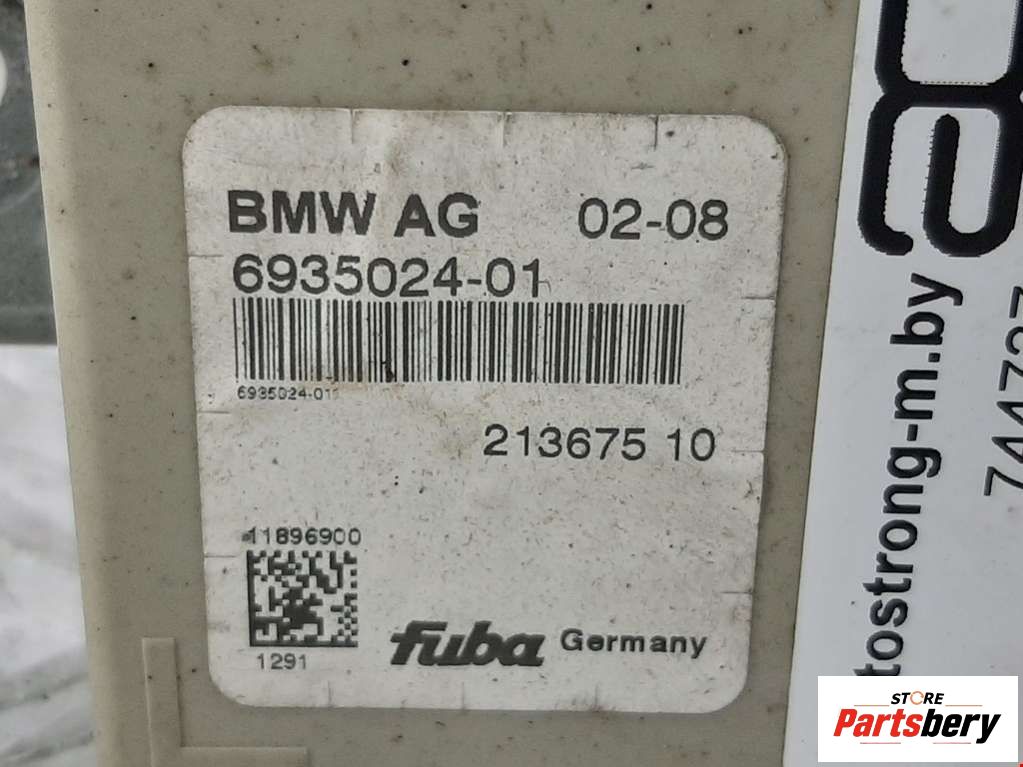 BMW AG 02-08
6935024-01
6935024-01
213675 10
11896900
1291
fuba Germany
tostrong-m.by
STORE
Partsbery